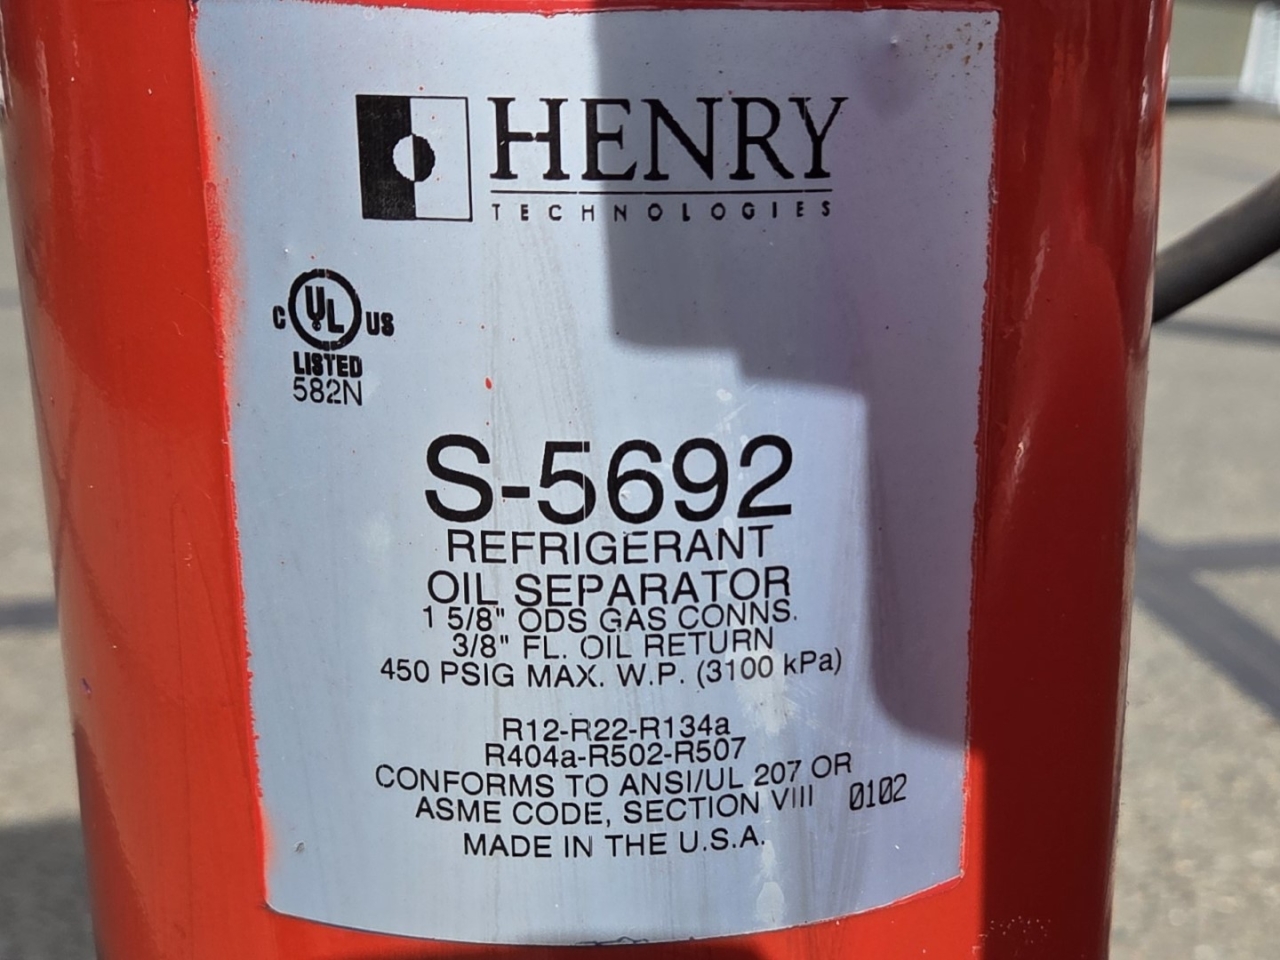 HENRY
TECHNOLOGIES
C UL US
LISTED
582N
S-5692
REFRIGERANT
OIL SEPARATOR
1 5/8" ODS GAS CONNS.
3/8" FL. OIL RETURN
450 PSIG MAX. W.P. (3100 kPa)
R12-R22-R134a
R404a-R502-R507
CONFORMS TO ANSI/UL 207 OR
ASME CODE, SECTION VIII 0102
MADE IN THE U.S.A.